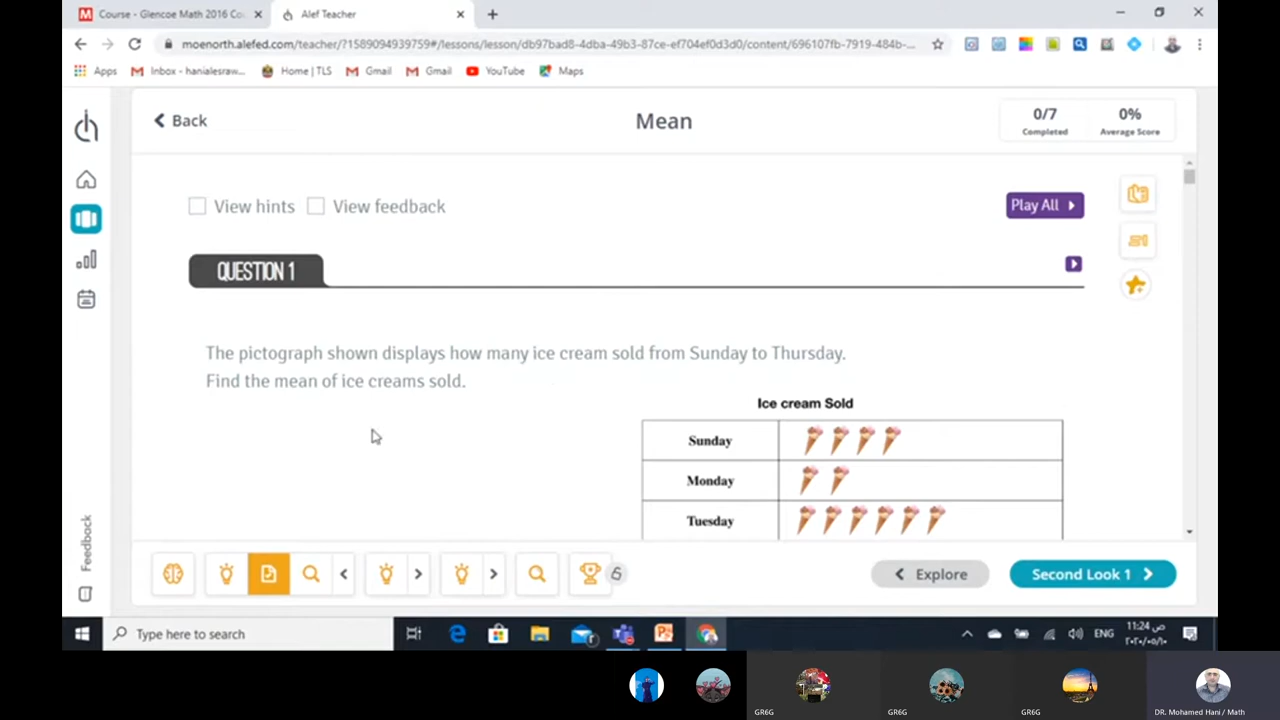 Course - Glencoe Math 2016 Co
Alef Teacher
moenorth.alefed.com/teacher/?1589094939759#/lessons/lesson/db97bad8-4dba-49b3-87ce-ef704ef0d3d0/content/696107fb-7919-484b-...
Apps
Inbox - hanialesraw...
Home | TLS
Gmail
Gmail
YouTube
Maps
Back
Mean
0/7
Completed
0%
Average Score
View hints
View feedback
Play All
QUESTION 1
The pictograph shown displays how many ice cream sold from Sunday to Thursday.
Find the mean of ice creams sold.
Ice cream Sold
Sunday
Monday
Tuesday
Feedback
6
Explore
Second Look 1
Type here to search
ENG
11:24 ص
GR6G
GR6G
GR6G
DR. Mohamed Hani / Math